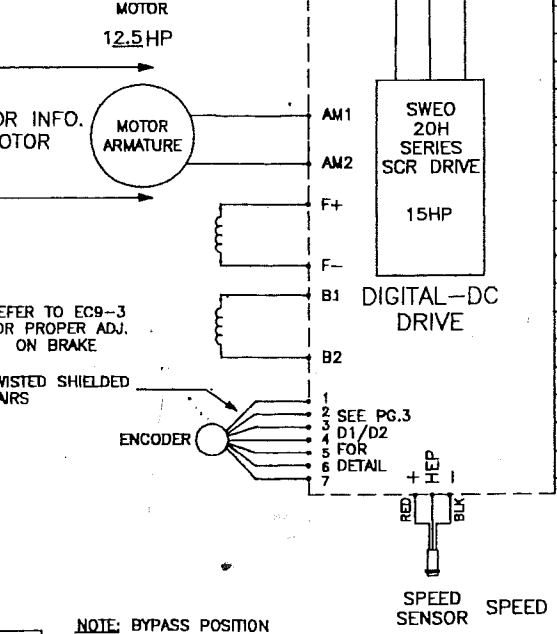 MOTOR
12.5 HP
OR INFO.
OTOR
MOTOR
ARMATURE
AM1
AM2
SWEO
20H
SERIES
SCR DRIVE
15HP
F+
F-
DIGITAL-DC
DRIVE
B1
B2
EFER TO EC9-3
OR PROPER ADJ.
ON BRAKE
WISTED SHIELDED
AIRS
ENCODER
1
2 SEE PG.3
3 D1/D2
4 FOR
5 DETAIL
6
7
+ HEP -
RED
BLK
SPEED
SENSOR
SPEED
NOTE: BYPASS POSITION